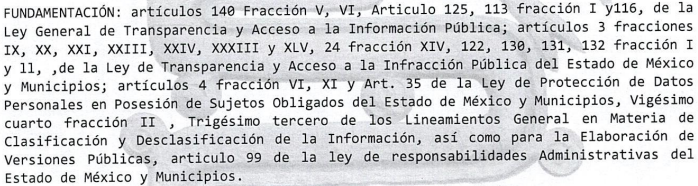 FUNDAMENTACIÓN: artículos 140 Fracción V, VI, Articulo 125, 113 fracción I y116, de la
Ley General de Transparencia y Acceso a la Información Pública; artículos 3 fracciones
IX, XX, XXI, XXIII, XXIV, XXXIII y XLV, 24 fracción XIV, 122, 130, 131, 132 fracción I
y ll, ,de la Ley de Transparencia y Acceso a la Infracción Pública del Estado de México
y Municipios; artículos 4 fracción VI, XI y Art. 35 de la Ley de Protección de Datos
Personales en Posesión de Sujetos Obligados del Estado de México y Municipios, Vigésimo
cuarto fracción II , Trigésimo tercero de los Lineamientos General en Materia de
Clasificación y Desclasificación de la Información, así como para la Elaboración de
Versiones Públicas, articulo 99 de la ley de responsabilidades Administrativas del
Estado de México y Municipios.